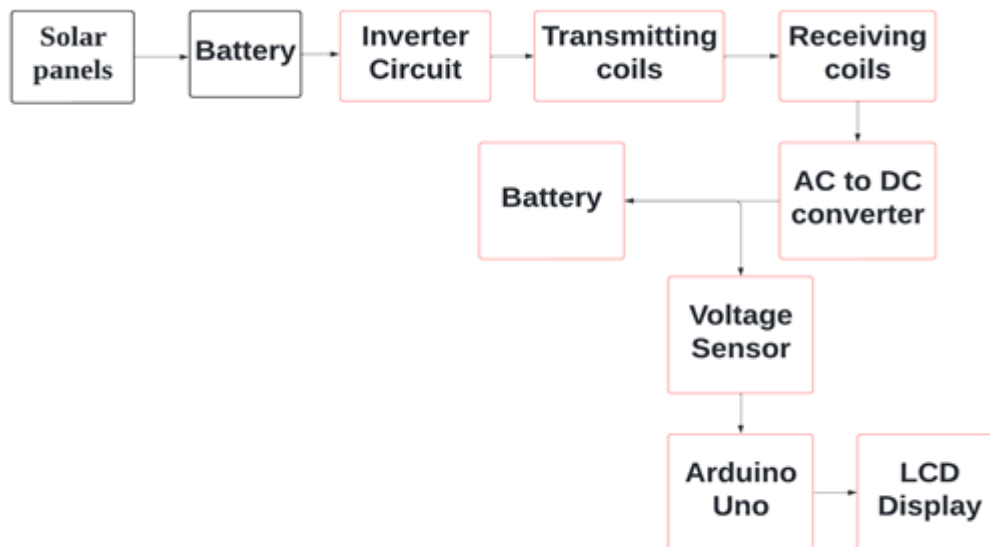 Solar
panels
Battery
Inverter
Circuit
Transmitting
coils
Receiving
coils
Battery
AC to DC
converter
Voltage
Sensor
Arduino
Uno
LCD
Display